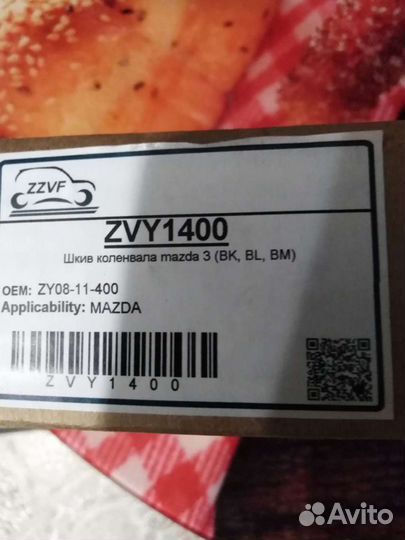 ZZVF
ZVY1400
Шкив коленвала mazda 3 (BK, BL, BM)
OEM: ZY08-11-400
Applicability: MAZDA
ZVY1400
Avito